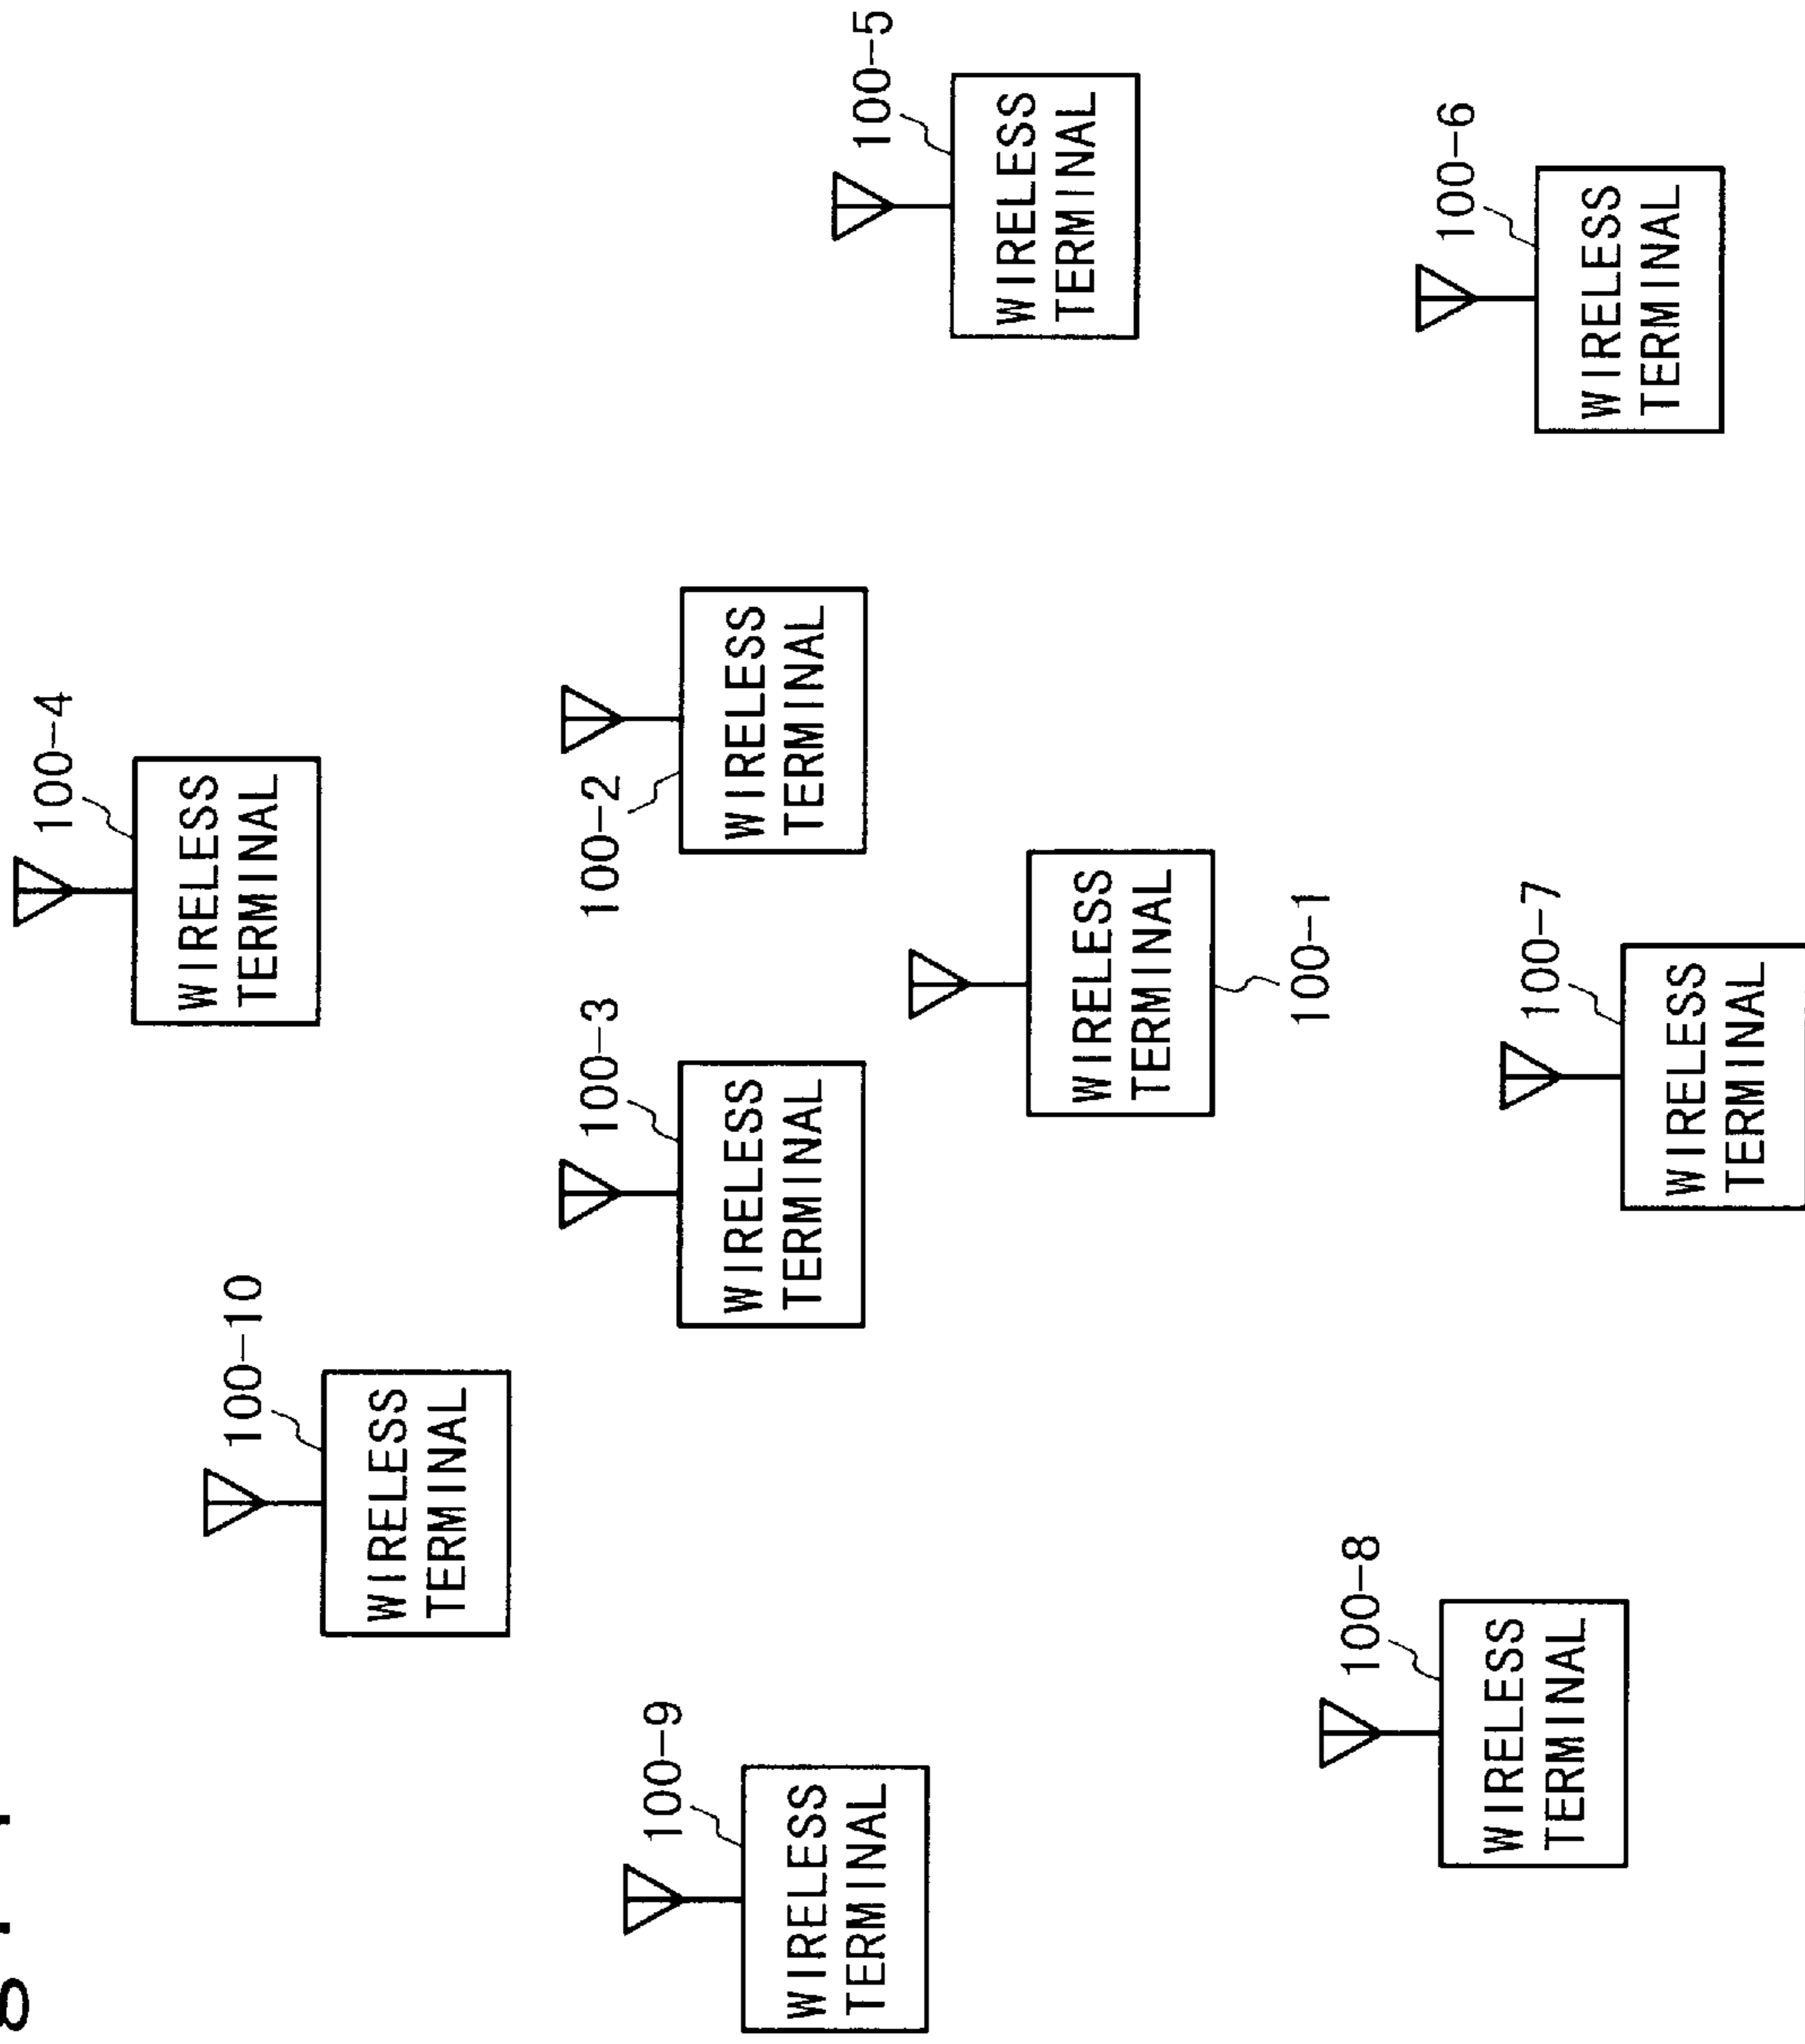 100-4
WIRELESS
TERMINAL
100-10
WIRELESS
TERMINAL
100-3
WIRELESS
TERMINAL
100-2
WIRELESS
TERMINAL
100-9
WIRELESS
TERMINAL
100-5
WIRELESS
TERMINAL
WIRELESS
TERMINAL
100-1
100-8
WIRELESS
TERMINAL
100-6
WIRELESS
TERMINAL
100-7
WIRELESS
TERMINAL